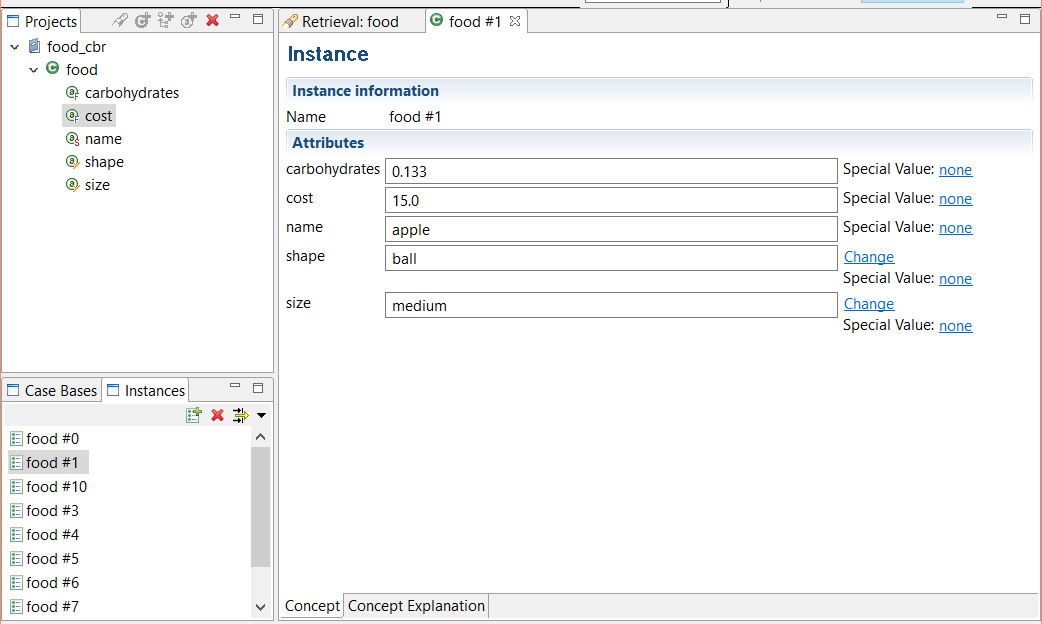 Projects
food_cbr
food
carbohydrates
cost
name
shape
size
Case Bases
Instances
food #0
food #1
food #10
food #3
food #4
food #5
food #6
food #7
Retrieval: food
food #1
Instance
Instance information
Name food #1
Attributes
carbohydrates 0.133 Special Value: none
cost 15.0 Special Value: none
name apple Special Value: none
shape ball Change
Special Value: none
size medium Change
Special Value: none
Concept
Concept Explanation